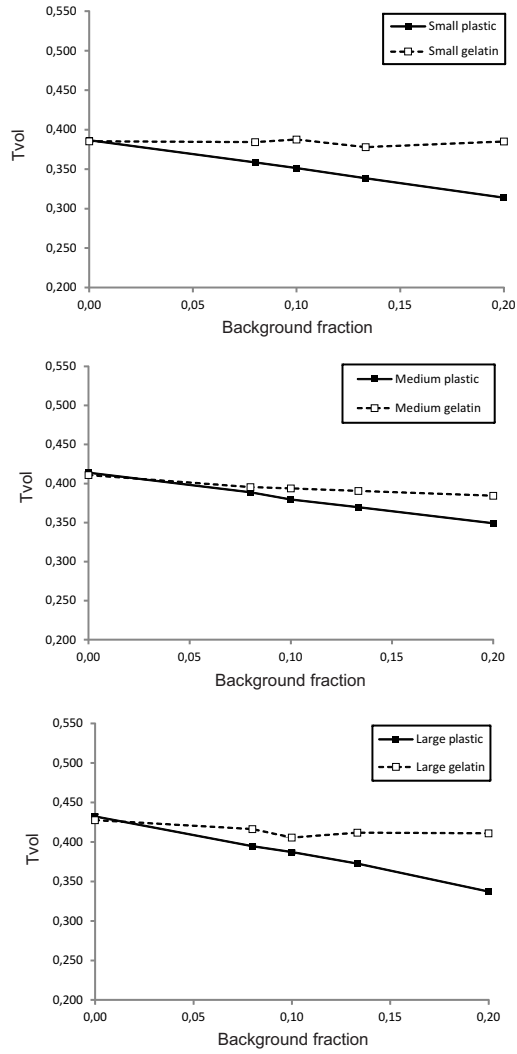 0,550
0,500
0,450
0,400
0,350
0,300
0,250
0,200
Tvol
Small plastic
Small gelatin
0,00 0,05 0,10 0,15 0,20
Background fraction
0,550
0,500
0,450
0,400
0,350
0,300
0,250
0,200
Tvol
Medium plastic
Medium gelatin
0,00 0,05 0,10 0,15 0,20
Background fraction
0,550
0,500
0,450
0,400
0,350
0,300
0,250
0,200
Tvol
Large plastic
Large gelatin
0,00 0,05 0,10 0,15 0,20
Background fraction